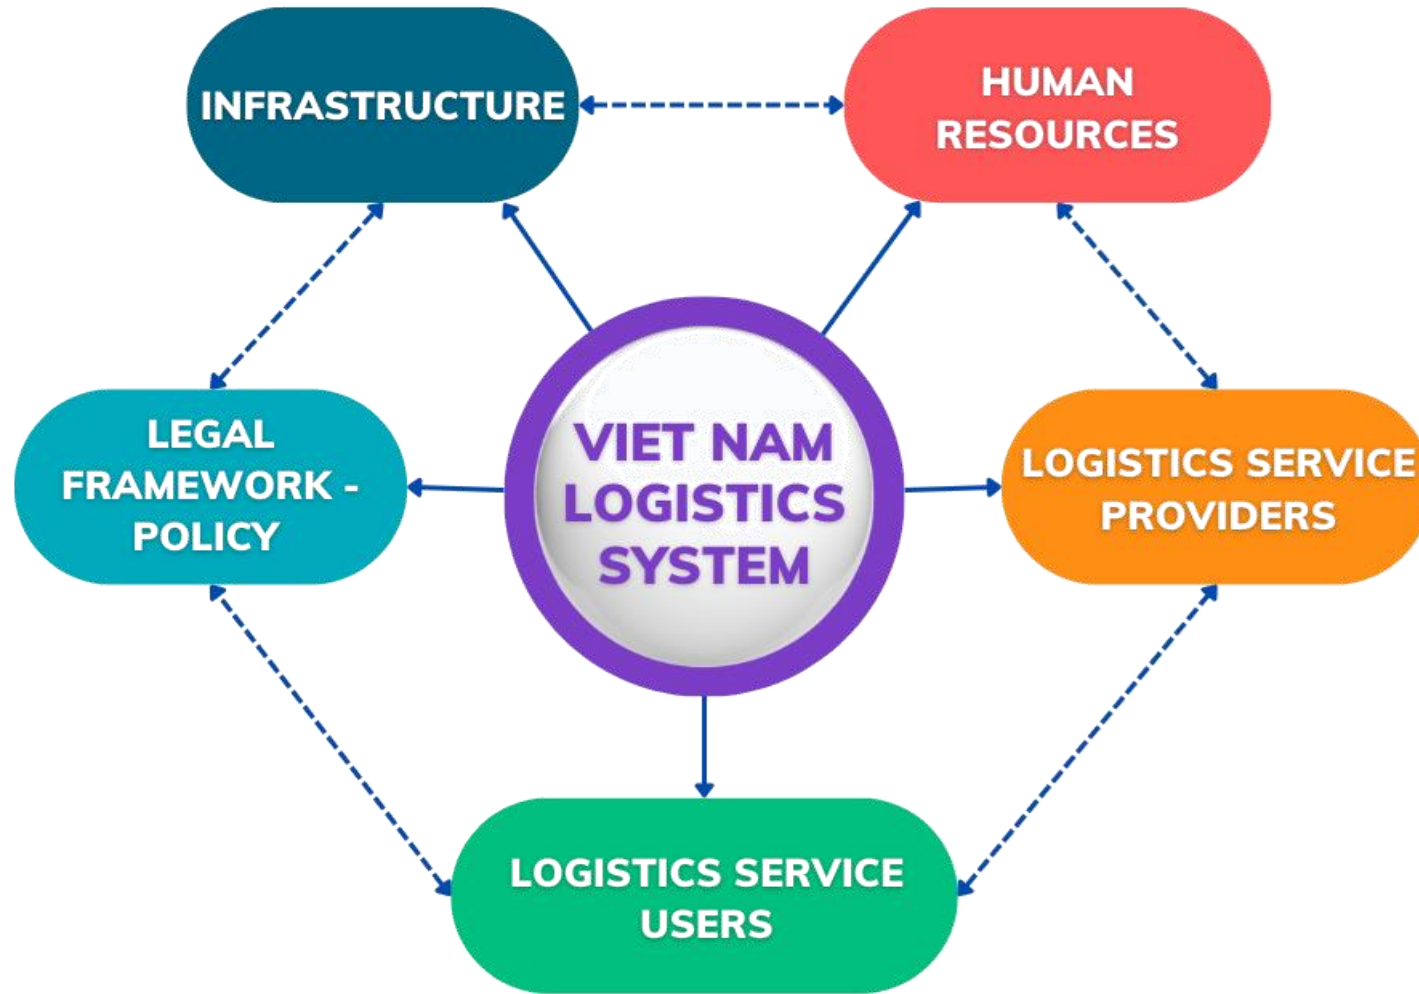 INFRASTRUCTURE
HUMAN
RESOURCES
LEGAL
FRAMEWORK -
POLICY
VIET NAM
LOGISTICS
SYSTEM
LOGISTICS SERVICE
PROVIDERS
LOGISTICS SERVICE
USERS